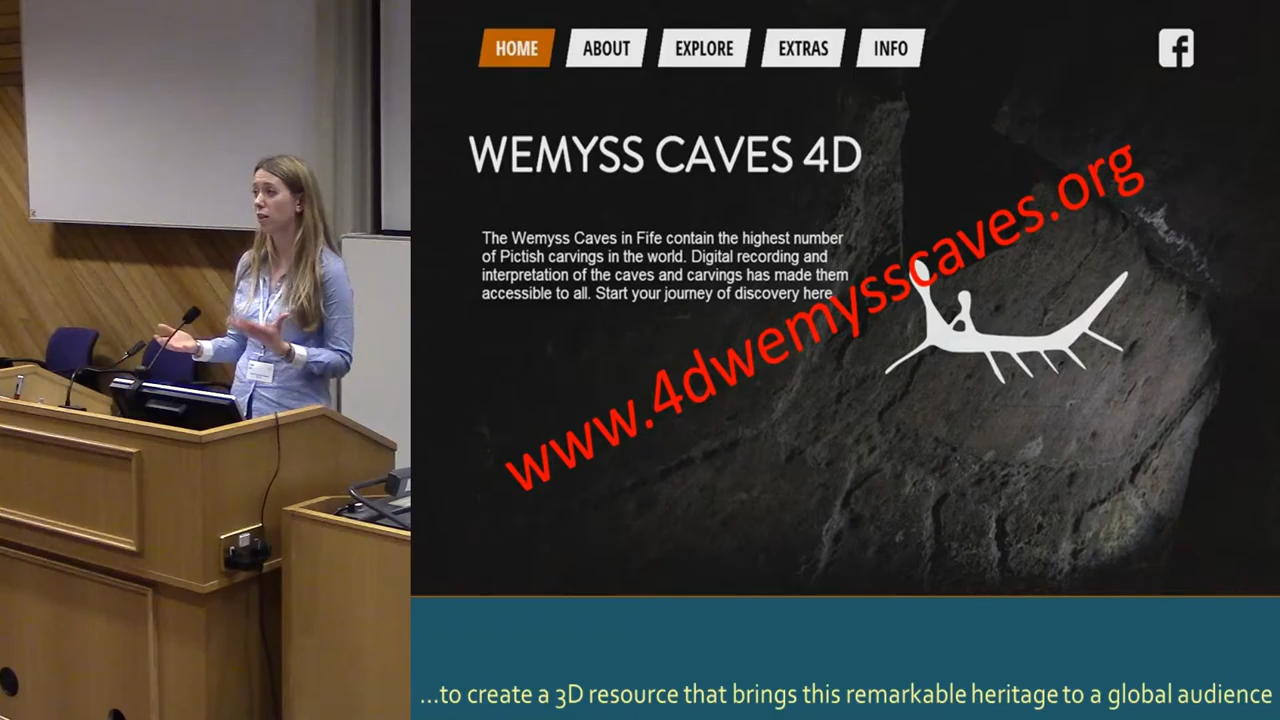 HOME
ABOUT
EXPLORE
EXTRAS
INFO
f
WEMYSS CAVES 4D
The Wemyss Caves in Fife contain the highest number
of Pictish carvings in the world. Digital recording and
interpretation of the caves and carvings has made them
accessible to all. Start your journey of discovery here
www.4dwemysscaves.org
...to create a 3D resource that brings this remarkable heritage to a global audience